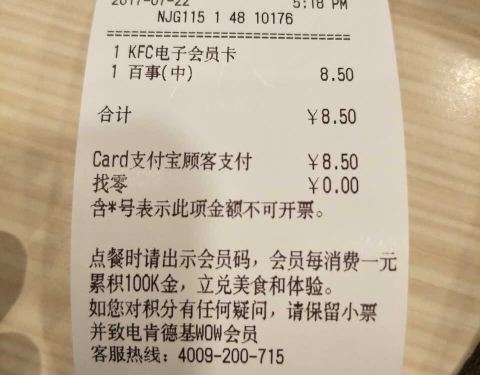 2017-07-22 5:18 PM
NJG115 1 48 10176
==============================
1 KFC电子会员卡
1 百事(中) 8.50
合计 ¥8.50
Card支付宝顾客支付 ¥8.50
找零 ¥0.00
含*号表示此项金额不可开票。
点餐时请出示会员码，会员每消费一元
累积100K金，立兑美食和体验。
如您对积分有任何疑问，请保留小票
并致电肯德基WOW会员
客服热线：4009-200-715